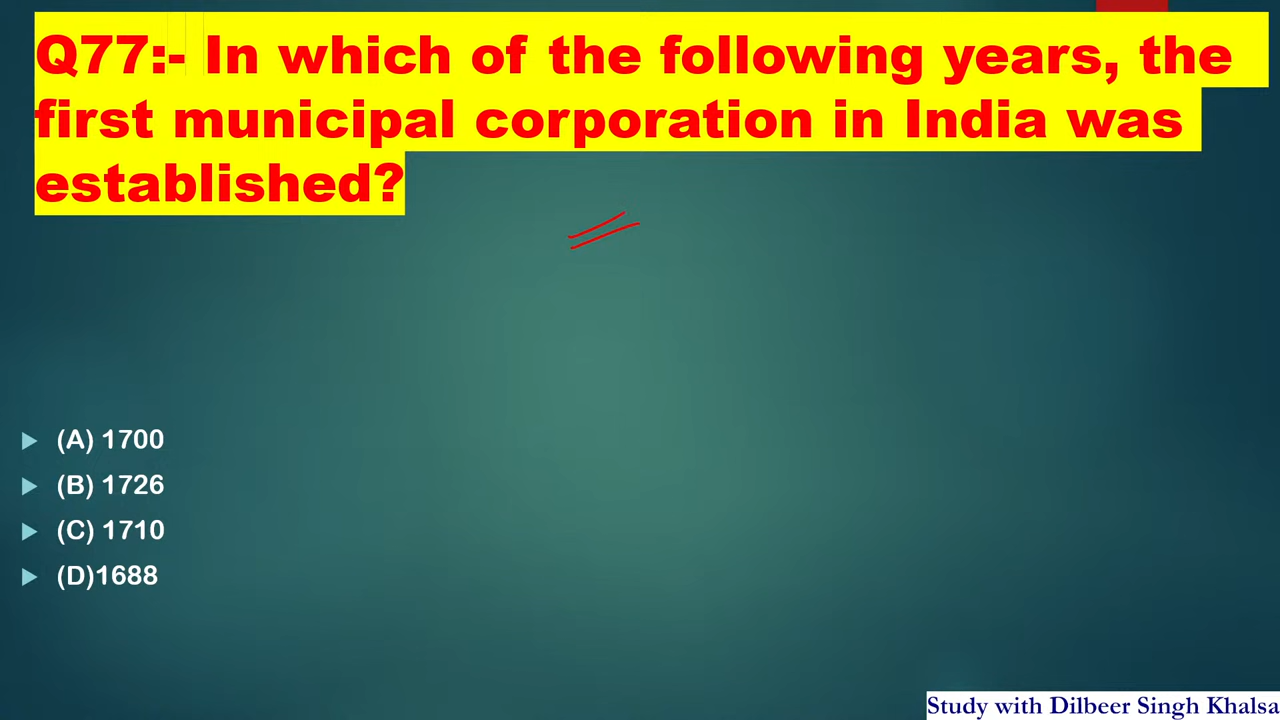 Q77:- In which of the following years, the
first municipal corporation in India was
established?
(A) 1700
(B) 1726
(C) 1710
(D)1688
Study with Dilbeer Singh Khalsa